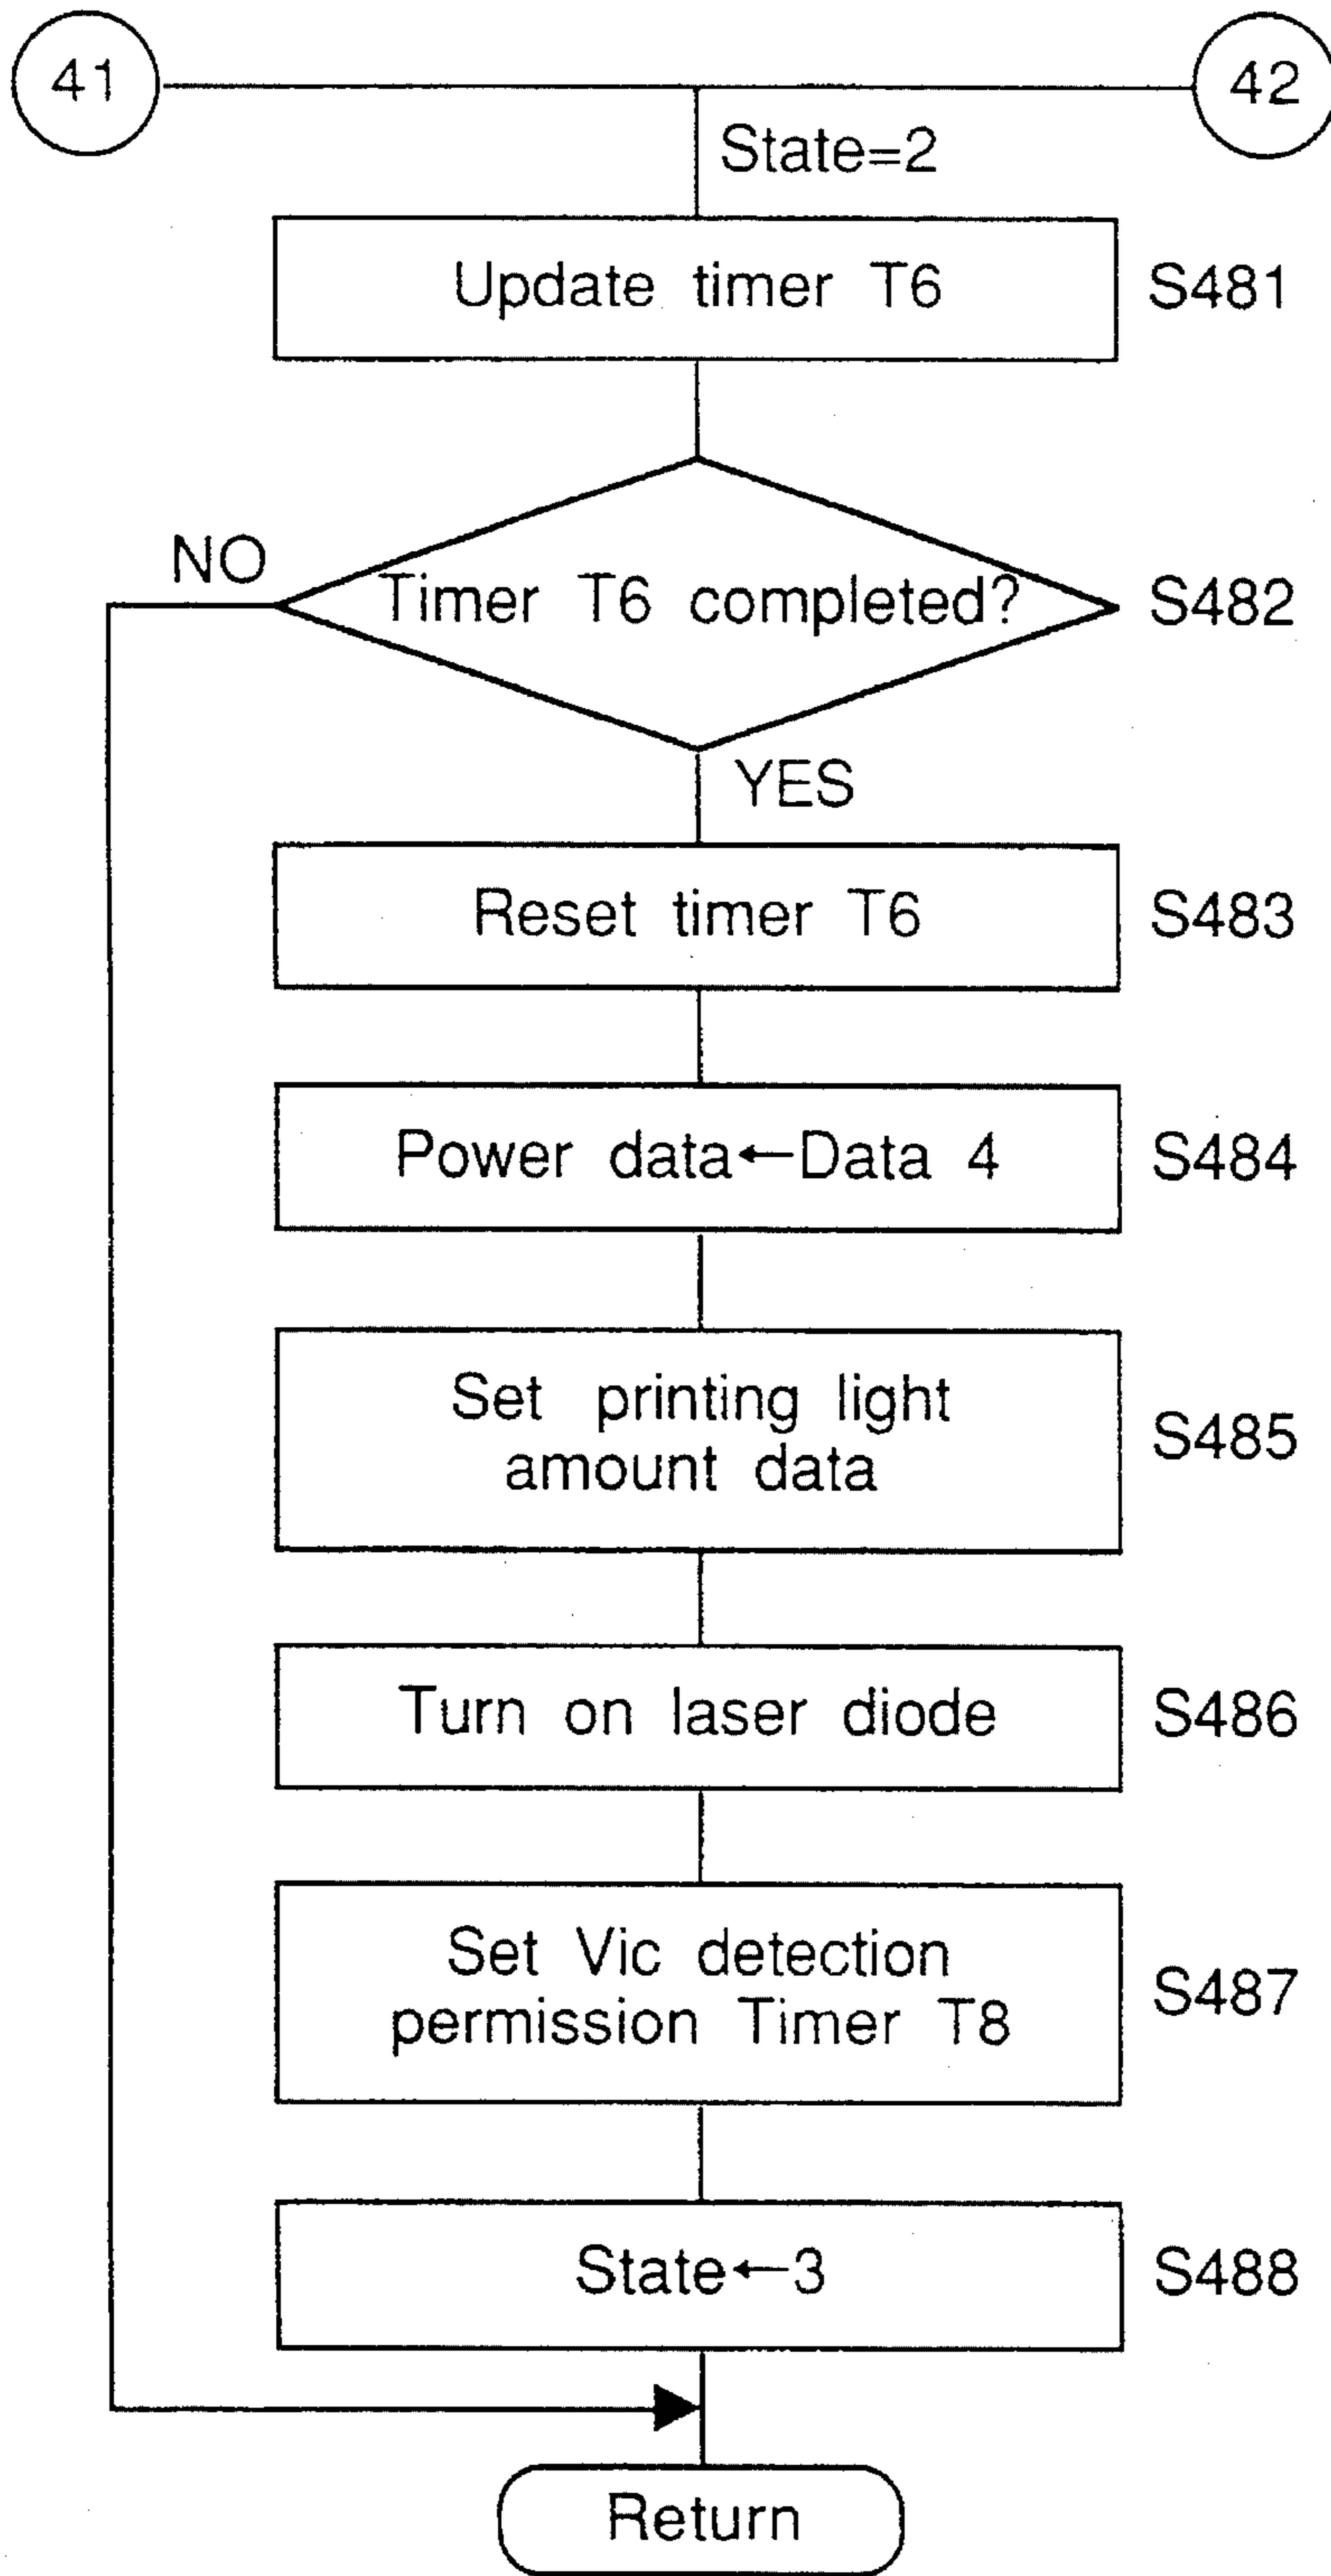 41
42
State=2
Update timer T6
S481
NO
Timer T6 completed?
S482
YES
Reset timer T6
S483
Power data←Data 4
S484
Set printing light
amount data
S485
Turn on laser diode
S486
Set Vic detection
permission Timer T8
S487
State←3
S488
Return